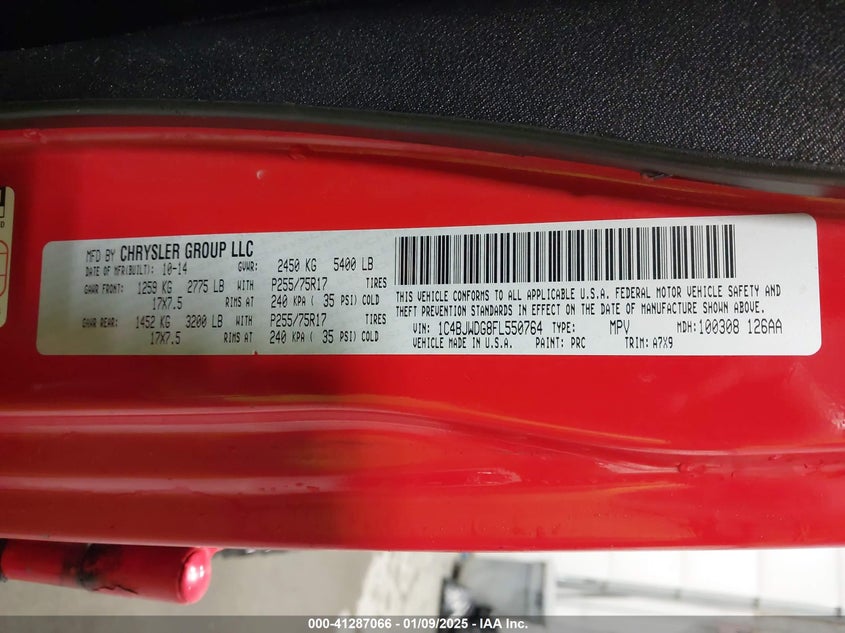 MFD BY CHRYSLER GROUP LLC
DATE OF MFR(BUILT): 10-14 GVWR: 2450 KG 5400 LB
GAWR FRONT: 1259 KG 2775 LB WITH P255/75R17 TIRES
17X7.5 RIMS AT 240 KPA ( 35 PSI) COLD
GAWR REAR: 1452 KG 3200 LB WITH P255/75R17 TIRES
17X7.5 RIMS AT 240 KPA ( 35 PSI) COLD
THIS VEHICLE CONFORMS TO ALL APPLICABLE U.S.A. FEDERAL MOTOR VEHICLE SAFETY AND
THEFT PREVENTION STANDARDS IN EFFECT ON THE DATE OF MANUFACTURE SHOWN ABOVE.
VIN: 1C4BJWDG8FL550764 TYPE: MPV MDH: 100308 126AA
VEHICLE MADE IN U.S.A. PAINT: PRC TRIM: A7X9
000-41287066 - 01/09/2025 - IAA Inc.